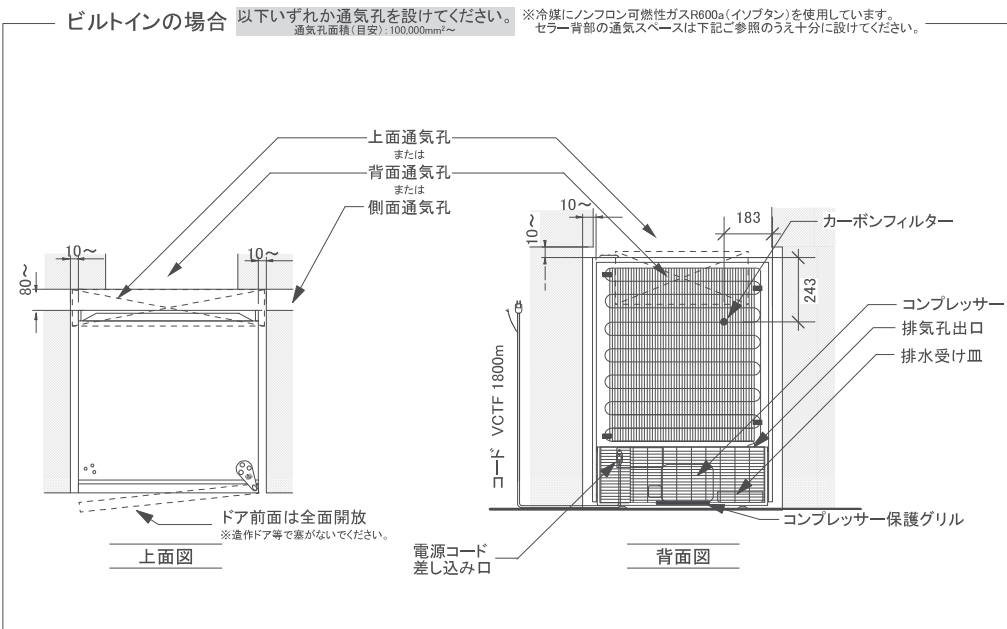 ビルトインの場合
以下いずれか通気孔を設けてください。
通気孔面積(目安):100,000mm²～
※冷媒にノンフロン可燃性ガスR600a(イソブタン)を使用しています。
セラー背部の通気スペースは下記ご参照のうえ十分に設けてください。
上面通気孔
または
背面通気孔
または
側面通気孔
10～
10～
80～
ドア前面は全面開放
※造作ドア等で塞がないでください。
上面図
10～
10～
183
243
カーボンフィルター
コンプレッサー
排気孔出口
排水受け皿
コード VCTF 1800m
コンプレッサー保護グリル
電源コード
差し込み口
背面図